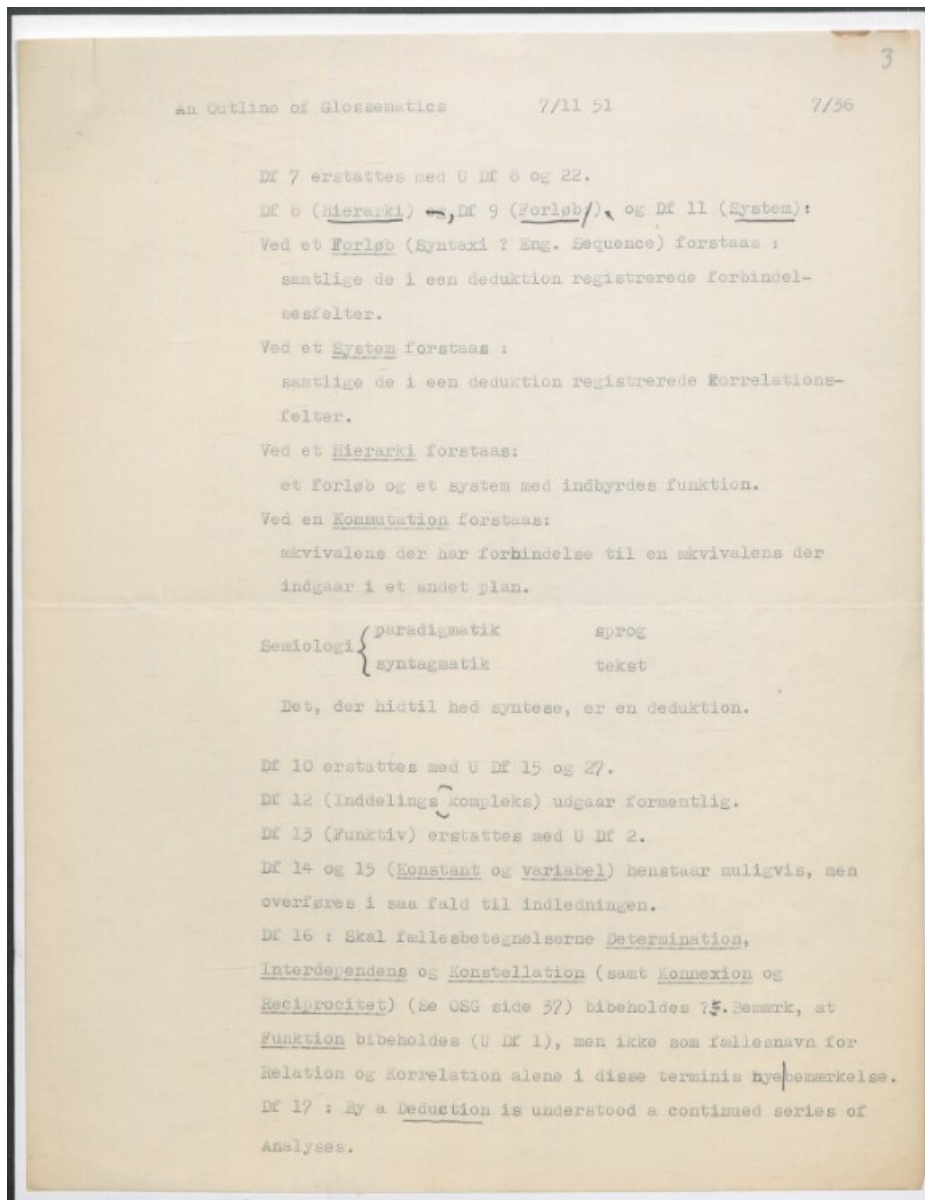 3
An Outline of Glossematics 7/11 51 7/36
Df 7 erstattes med U Df 8 og 22.
Df 8 (Hierarki) og, Df 9 (Forløb), og Df 11 (System):
Ved et Forløb (Syntaxi ? Eng. Sequence) forstaas :
samtlige de i een deduktion registrerede forbindel-
sesfelter.
Ved et System forstaas :
samtlige de i een deduktion registrerede Korrelations-
felter.
Ved et Hierarki forstaas:
et forløb og et system med indbyrdes funktion.
Ved en Kommutation forstaas:
ækvivalens der har forbindelse til en ækvivalens der
indgaar i et andet plan.
Semiologi { paradigmatik sprog
syntagmatik tekst
Det, der hidtil hed syntese, er en deduktion.
Df 10 erstattes med U Df 15 og 27.
Df 12 (Inddelings kompleks) udgaar formentlig.
Df 13 (Funktiv) erstattes med U Df 2.
Df 14 og 15 (Konstant og variabel) henstaar muligvis, men
overføres i saa fald til indledningen.
Df 16 : Skal fællesbetegnelserne Determination,
Interdependens og Konstellation (samt Konnexion og
Reciprocitet) (Se OSG side 37) bibeholdes ?. Bemærk, at
Funktion bibeholdes (U Df 1), men ikke som fællesnavn for
Relation og Korrelation alene i disse terminis nye bemærkelse.
Df 17 : By a Deduction is understood a continued series of
Analyses.